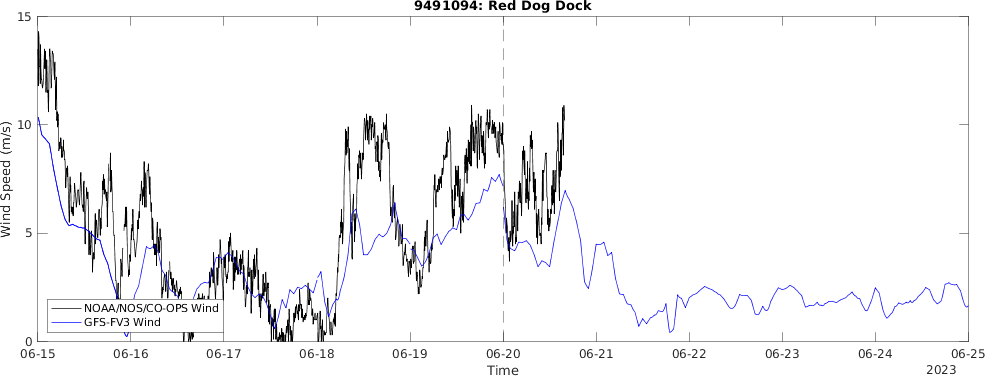 9491094: Red Dog Dock
15
10
5
0
Wind Speed (m/s)
NOAA/NOS/CO-OPS Wind
GFS-FV3 Wind
06-15 06-16 06-17 06-18 06-19 06-20 06-21 06-22 06-23 06-24 06-25
Time
2023